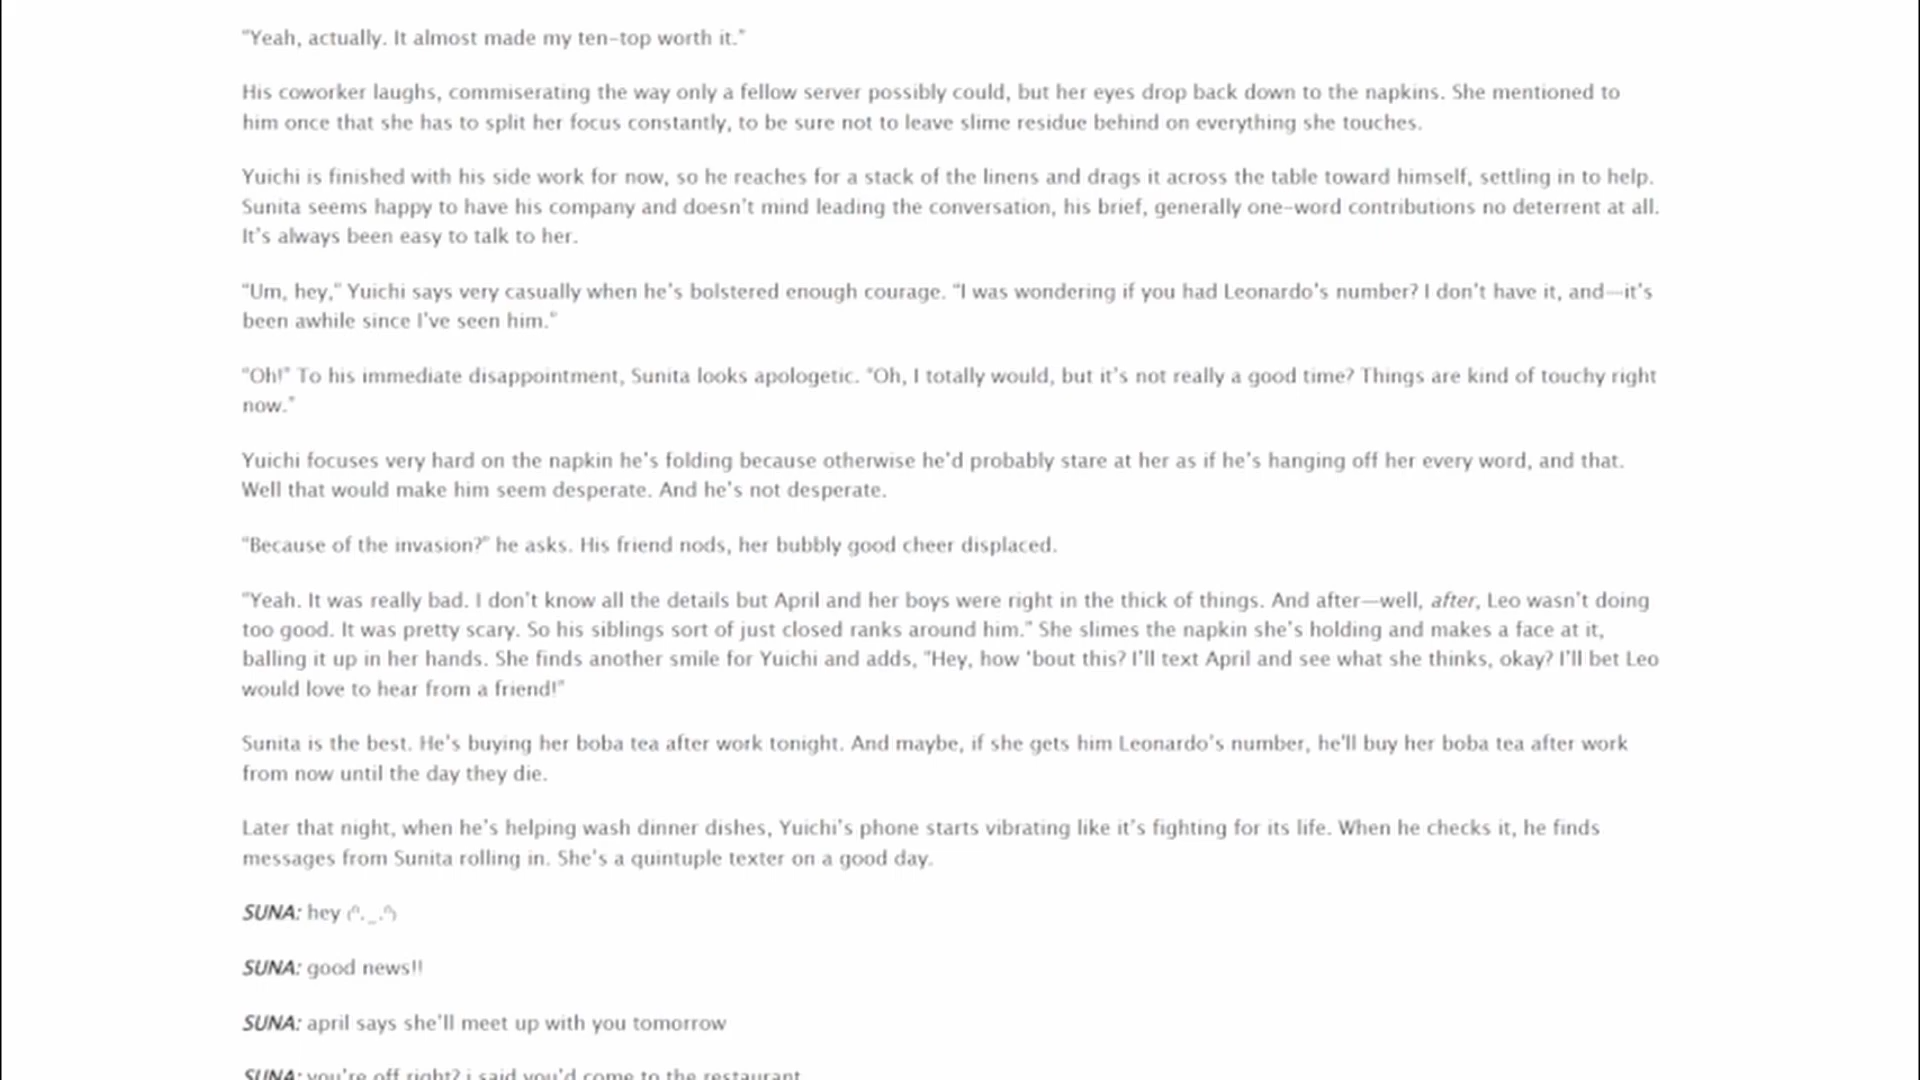 "Yeah, actually. It almost made my ten-top worth it."
His coworker laughs, commiserating the way only a fellow server possibly could, but her eyes drop back down to the napkins. She mentioned to
him once that she has to split her focus constantly, to be sure not to leave slime residue behind on everything she touches.
Yuichi is finished with his side work for now, so he reaches for a stack of the linens and drags it across the table toward himself, settling in to help.
Sunita seems happy to have his company and doesn't mind leading the conversation, his brief, generally one-word contributions no deterrent at all.
It's always been easy to talk to her.
"Um, hey," Yuichi says very casually when he's bolstered enough courage. "I was wondering if you had Leonardo's number? I don't have it, and—it's
been awhile since I've seen him."
"Oh!" To his immediate disappointment, Sunita looks apologetic. "Oh, I totally would, but it's not really a good time? Things are kind of touchy right
now."
Yuichi focuses very hard on the napkin he's folding because otherwise he'd probably stare at her as if he's hanging off her every word, and that.
Well that would make him seem desperate. And he's not desperate.
"Because of the invasion?" he asks. His friend nods, her bubbly good cheer displaced.
"Yeah. It was really bad. I don't know all the details but April and her boys were right in the thick of things. And after—well, after, Leo wasn't doing
too good. It was pretty scary. So his siblings sort of just closed ranks around him." She slimes the napkin she's holding and makes a face at it,
balling it up in her hands. She finds another smile for Yuichi and adds, "Hey, how 'bout this? I'll text April and see what she thinks, okay? I'll bet Leo
would love to hear from a friend!"
Sunita is the best. He's buying her boba tea after work tonight. And maybe, if she gets him Leonardo's number, he'll buy her boba tea after work
from now until the day they die.
Later that night, when he's helping wash dinner dishes, Yuichi's phone starts vibrating like it's fighting for its life. When he checks it, he finds
messages from Sunita rolling in. She's a quintuple texter on a good day.
SUNA: hey (^._.^)
SUNA: good news!!
SUNA: april says she'll meet up with you tomorrow
SUNA: you're off right? i said you'd come to the restaurant